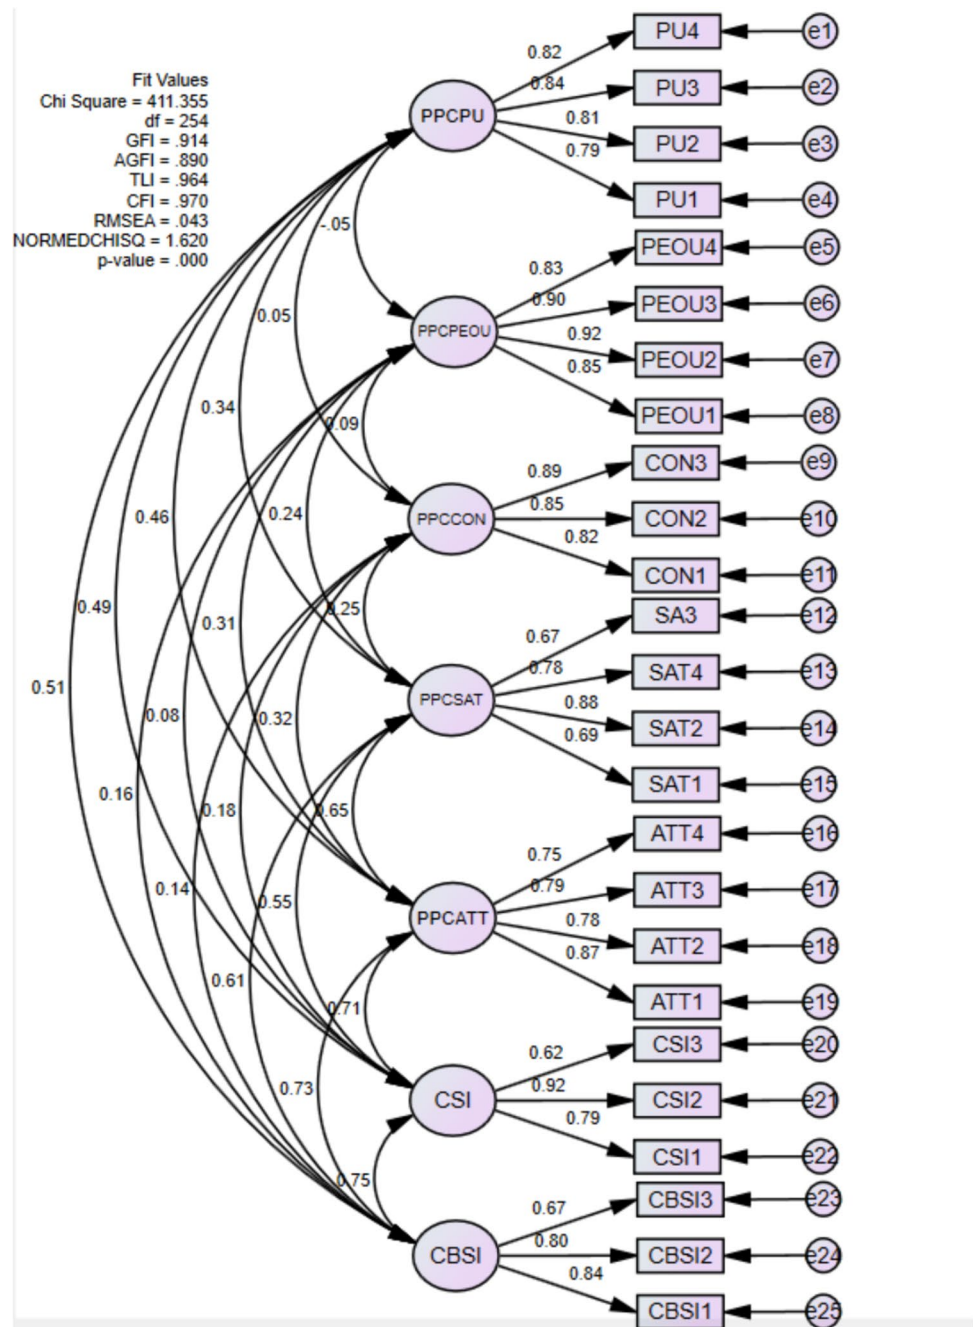 Fit Values
Chi Square = 411.355
df = 254
GFI = .914
AGFI = .890
TLI = .964
CFI = .970
RMSEA = .043
NORMEDCHISQ = 1.620
p-value = .000
PPCPU
0.82
PU4
e1
0.84
PU3
e2
0.81
PU2
e3
0.79
PU1
e4
-.05
PPCPEOU
0.83
PEOU4
e5
0.90
PEOU3
e6
0.92
PEOU2
e7
0.85
PEOU1
e8
0.05
0.34
0.09
PPCCON
0.89
CON3
e9
0.85
CON2
e10
0.82
CON1
e11
0.46
0.24
0.49
0.31
0.25
PPCSAT
0.67
SA3
e12
0.78
SAT4
e13
0.88
SAT2
e14
0.69
SAT1
e15
0.51
0.08
0.32
0.16
0.18
0.65
PPCATT
0.75
ATT4
e16
0.79
ATT3
e17
0.78
ATT2
e18
0.87
ATT1
e19
0.14
0.55
0.61
0.71
CSI
0.62
CSI3
e20
0.92
CSI2
e21
0.79
CSI1
e22
0.73
0.75
CBSI
0.67
CBSI3
e23
0.80
CBSI2
e24
0.84
CBSI1
e25